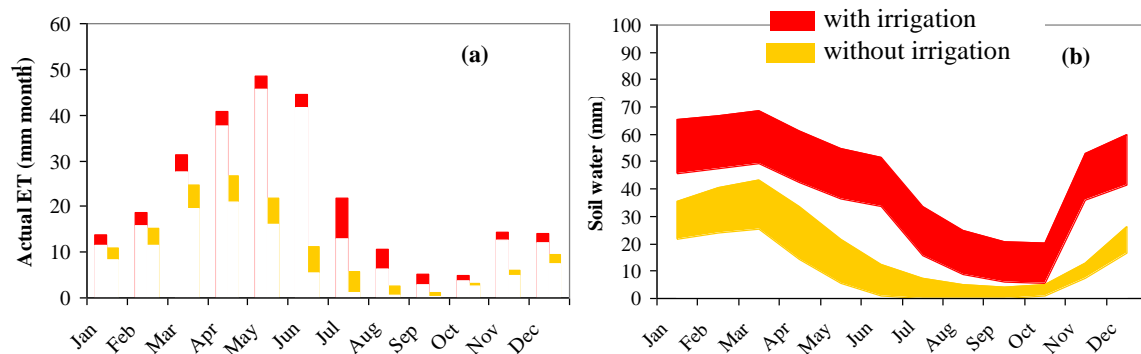 60
50
40
30
20
10
0
Actual ET (mm month)
(a)
Jan Feb Mar Apr May Jun Jul Aug Sep Oct Nov Dec
with irrigation
without irrigation
(b)
100
90
80
70
60
50
40
30
20
10
0
Soil water (mm)
Jan Feb Mar Apr May Jun Jul Aug Sep Oct Nov Dec